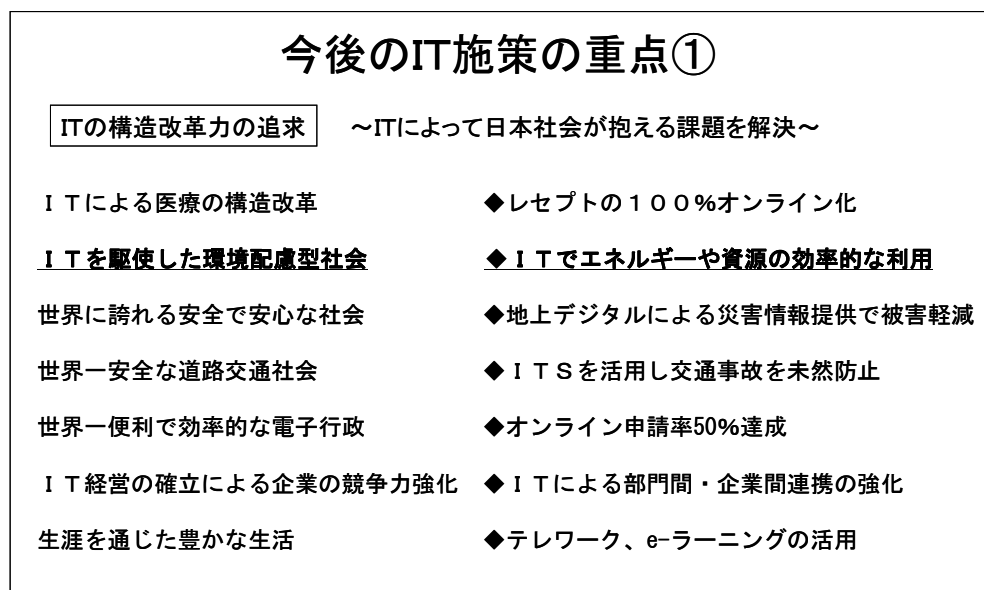 今後のIT施策の重点①
ITの構造改革力の追求 ～ITによって日本社会が抱える課題を解決～
ＩＴによる医療の構造改革 ◆レセプトの１００％オンライン化
ＩＴを駆使した環境配慮型社会 ◆ＩＴでエネルギーや資源の効率的な利用
世界に誇れる安全で安心な社会 ◆地上デジタルによる災害情報提供で被害軽減
世界一安全な道路交通社会 ◆ＩＴＳを活用し交通事故を未然防止
世界一便利で効率的な電子行政 ◆オンライン申請率50%達成
ＩＴ経営の確立による企業の競争力強化 ◆ＩＴによる部門間・企業間連携の強化
生涯を通じた豊かな生活 ◆テレワーク、e-ラーニングの活用